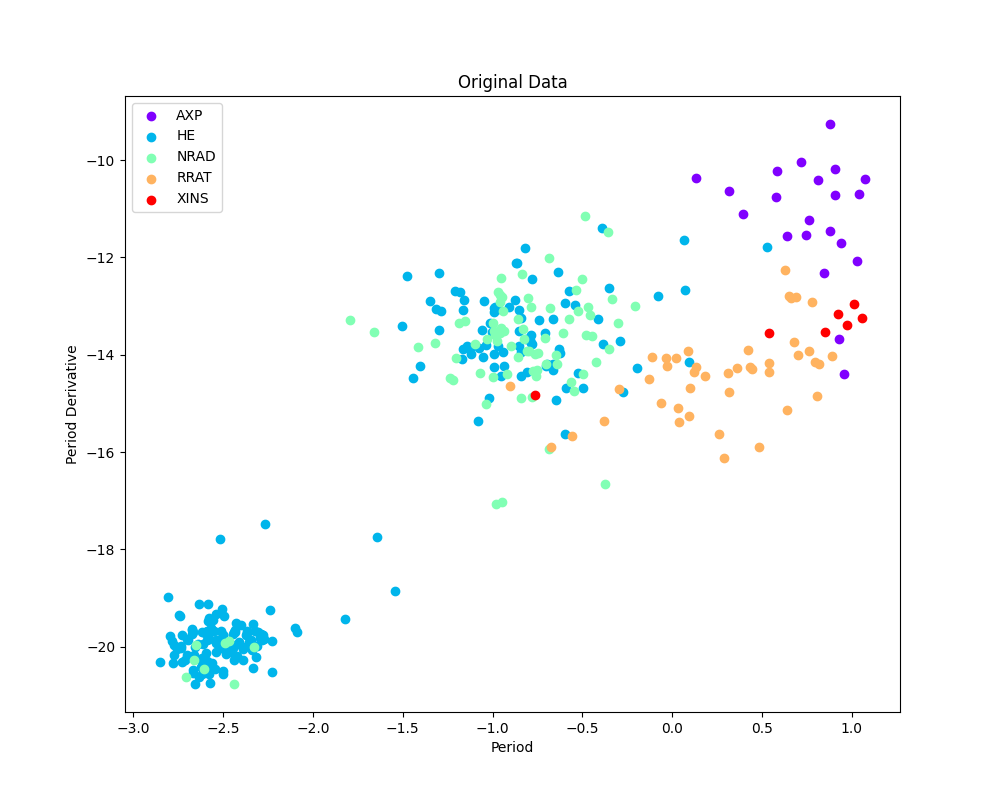 Original Data
AXP
HE
NRAD
RRAT
XINS
Period Derivative
−10
−12
−14
−16
−18
−20
−3.0 −2.5 −2.0 −1.5 −1.0 −0.5 0.0 0.5 1.0
Period